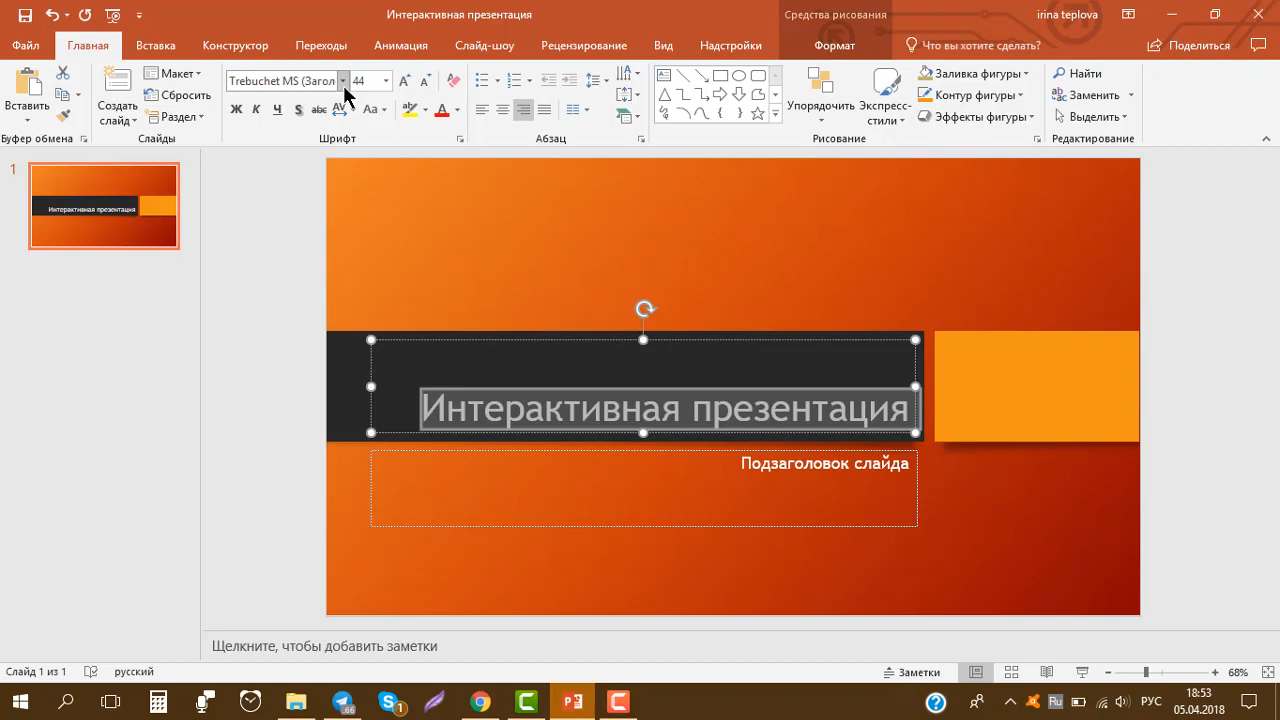 Интерактивная презентация
Средства рисования
irina teplova
Файл
Главная
Вставка
Конструктор
Переходы
Анимация
Слайд-шоу
Рецензирование
Вид
Надстройки
Формат
Что вы хотите сделать?
Поделиться
Вставить
Создать слайд
Макет
Сбросить
Раздел
Trebuchet MS (Загол
44
Ж К Ч S abc AV Aa А
Упорядочить
Экспресс-стили
Заливка фигуры
Контур фигуры
Эффекты фигуры
Найти
Заменить
Выделить
Буфер обмена
Слайды
Шрифт
Абзац
Рисование
Редактирование
1
Интерактивная презентация
Интерактивная презентация
Подзаголовок слайда
Щелкните, чтобы добавить заметки
Слайд 1 из 1
русский
Заметки
68%
66
1
Ru
РУС
18:53
05.04.2018